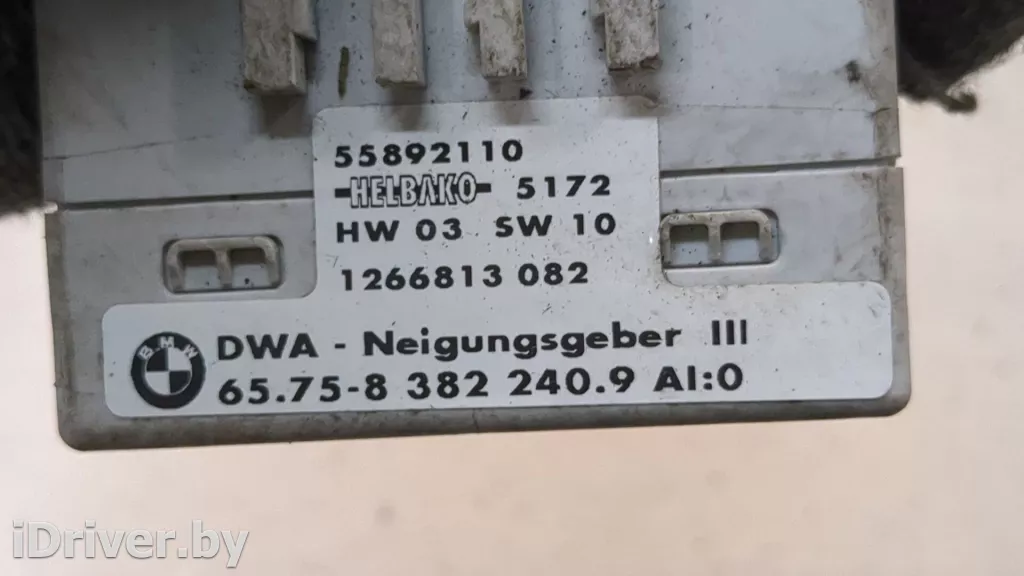 55892110
HELBAKO 5172
HW 03 SW 10
1266813 082
BMW DWA - Neigungsgeber III
65.75-8 382 240.9 AI:0
iDriver.by